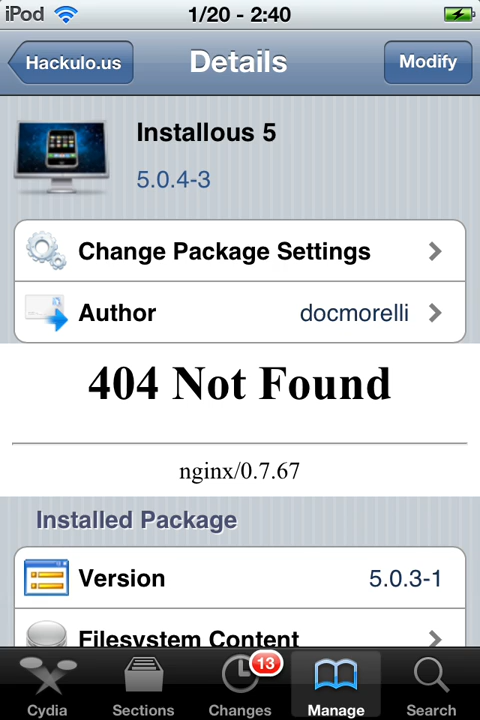 iPod 1/20 - 2:40
Hackulo.us Details Modify
Installous 5
5.0.4-3
Change Package Settings
Author docmorelli
404 Not Found
nginx/0.7.67
Installed Package
Version 5.0.3-1
Filesystem Content
13
Cydia Sections Changes Manage Search